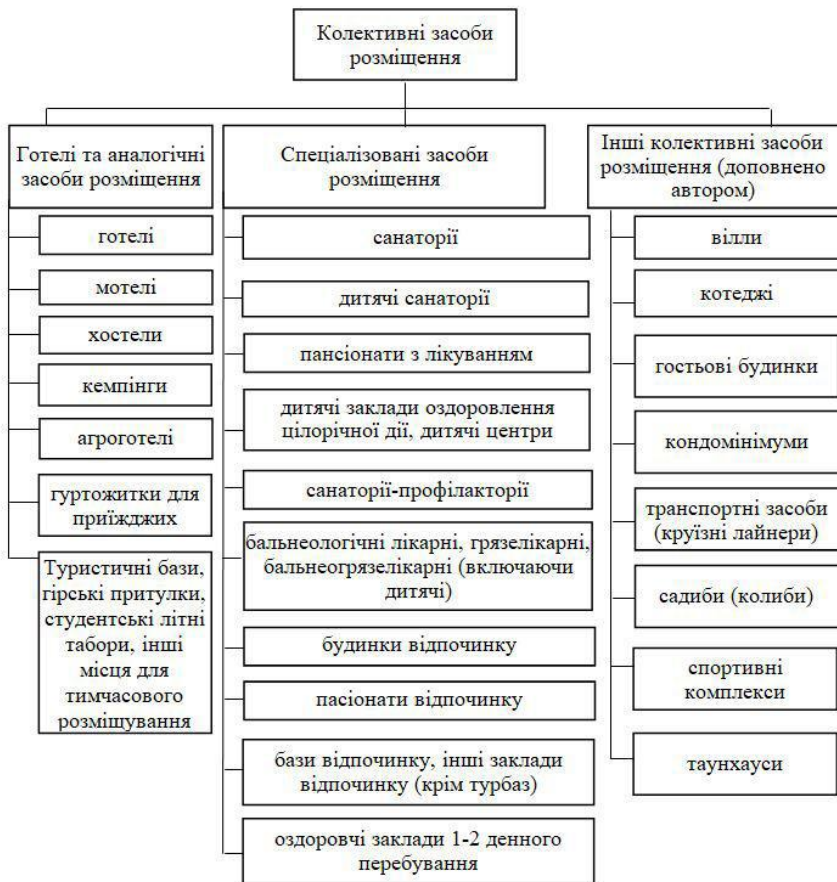 Колективні засоби
розміщення
Готелі та аналогічні
засоби розміщення
готелі
мотелі
хостели
кемпінги
агроготелі
гуртожитки для
приїжджих
Туристичні бази,
гірські притулки,
студентські літні
табори, інші
місця для
тимчасового
розміщування
Спеціалізовані засоби
розміщення
санаторії
дитячі санаторії
пансіонати з лікуванням
дитячі заклади оздоровлення
цілорічної дії, дитячі центри
санаторії-профілакторії
бальнеологічні лікарні, грязелікарні,
бальнеогрязелікарні (включаючи
дитячі)
будинки відпочинку
пасіонати відпочинку
бази відпочинку, інші заклади
відпочинку (крім турбаз)
оздоровчі заклади 1-2 денного
перебування
Інші колективні засоби
розміщення (доповнено
автором)
вілли
котеджі
гостьові будинки
кондомінімуми
транспортні засоби
(круїзні лайнери)
садиби (колиби)
спортивні
комплекси
таунхауси